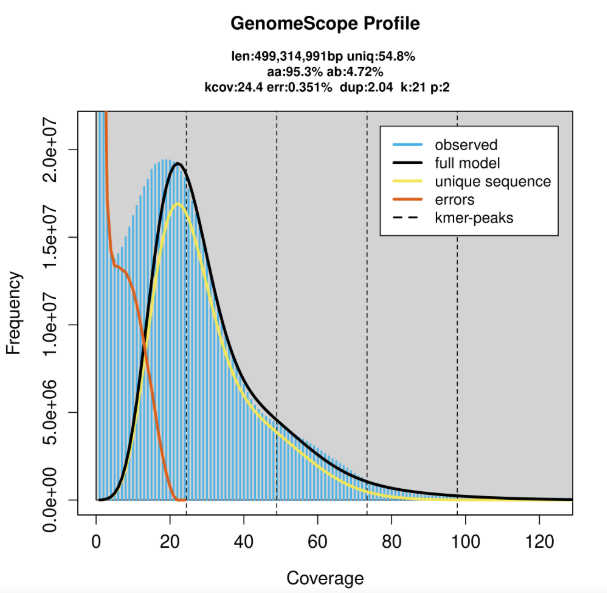 GenomeScope Profile
len:499,314,991bp uniq:54.8%
aa:95.3% ab:4.72%
kcov:24.4 err:0.351% dup:2.04 k:21 p:2
observed
full model
unique sequence
errors
kmer-peaks
Frequency
2.0e+07
1.5e+07
1.0e+07
5.0e+06
0.0e+00
0 20 40 60 80 100 120
Coverage